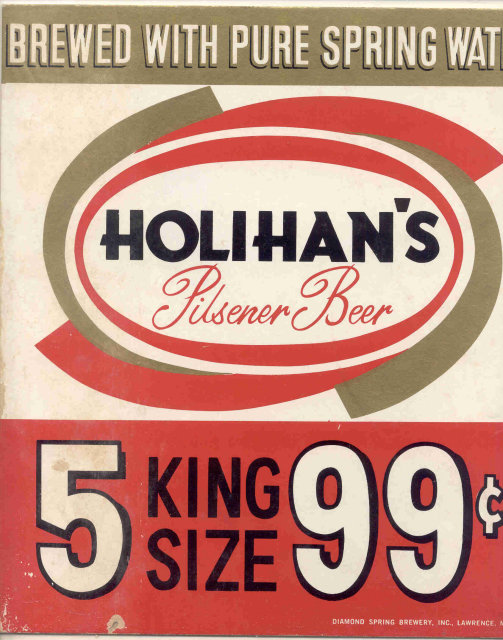 BREWED WITH PURE SPRING WAT
HOLIHAN'S
Pilsener Beer
5 KING SIZE 99¢
DIAMOND SPRING BREWERY, INC., LAWRENCE,